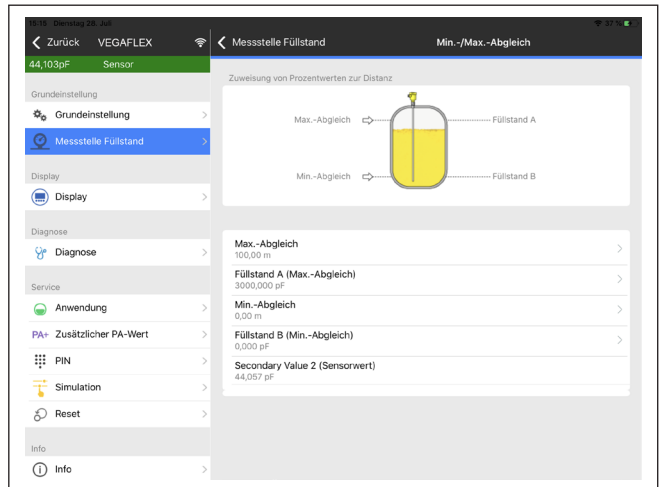 15:15 Dienstag 28. Juli
37 %
Zurück VEGAFLEX
Messstelle Füllstand
Min.-/Max.-Abgleich
44,103pF Sensor
Grundeinstellung
Grundeinstellung
Messstelle Füllstand
Display
Display
Diagnose
Diagnose
Service
Anwendung
PA+ Zusätzlicher PA-Wert
PIN
Simulation
Reset
Info
Info
Zuweisung von Prozentwerten zur Distanz
Max.-Abgleich
Füllstand A
Min.-Abgleich
Füllstand B
Max.-Abgleich
100,00 m
Füllstand A (Max.-Abgleich)
3000,000 pF
Min.-Abgleich
0,00 m
Füllstand B (Min.-Abgleich)
0,000 pF
Secondary Value 2 (Sensorwert)
44,057 pF